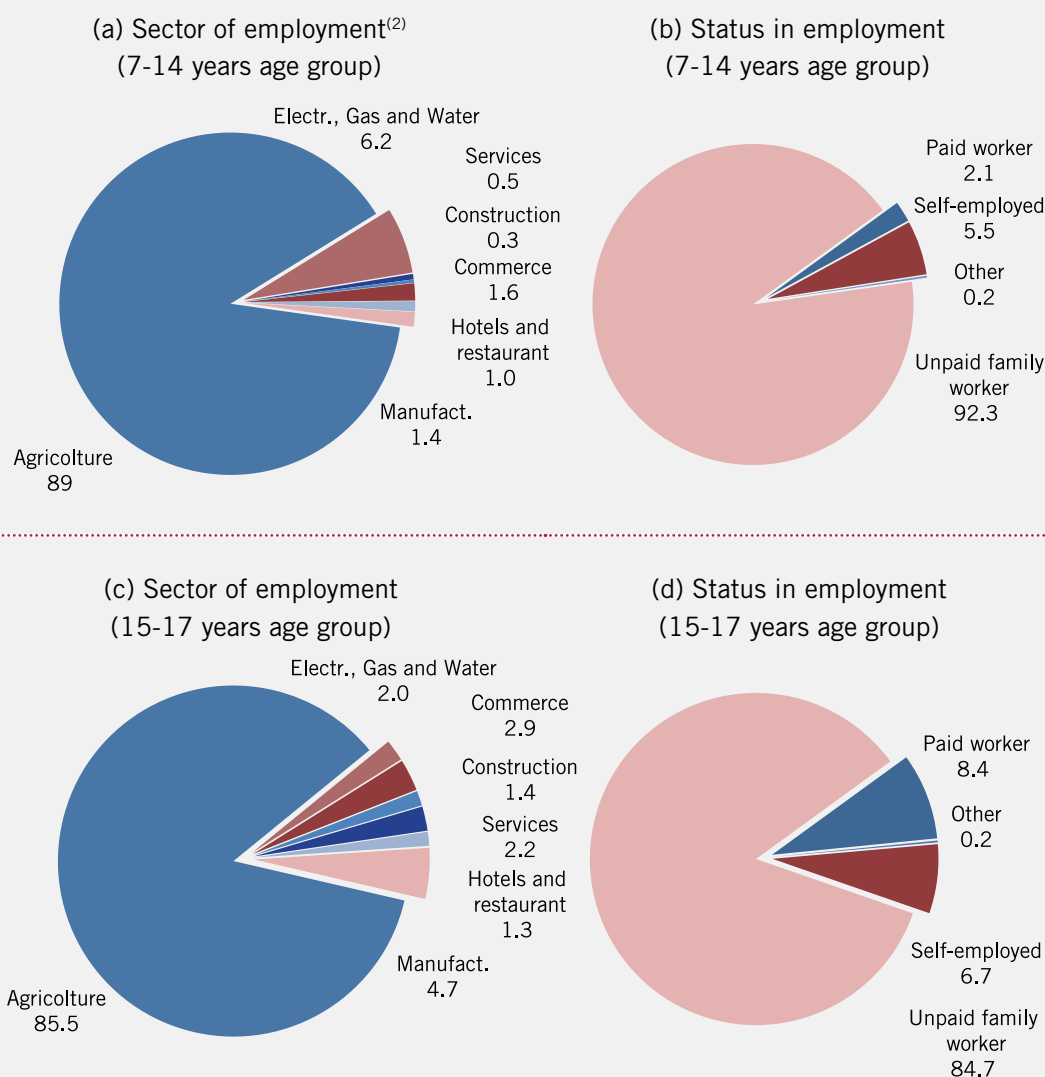 (a) Sector of employment(2)
(7-14 years age group)
Electr., Gas and Water
6.2
Services
0.5
Construction
0.3
Commerce
1.6
Hotels and
restaurant
1.0
Manufact.
1.4
Agricolture
89
(b) Status in employment
(7-14 years age group)
Paid worker
2.1
Self-employed
5.5
Other
0.2
Unpaid family
worker
92.3
(c) Sector of employment
(15-17 years age group)
Electr., Gas and Water
2.0
Commerce
2.9
Construction
1.4
Services
2.2
Hotels and
restaurant
1.3
Manufact.
4.7
Agricolture
85.5
(d) Status in employment
(15-17 years age group)
Paid worker
8.4
Other
0.2
Self-employed
6.7
Unpaid family
worker
84.7